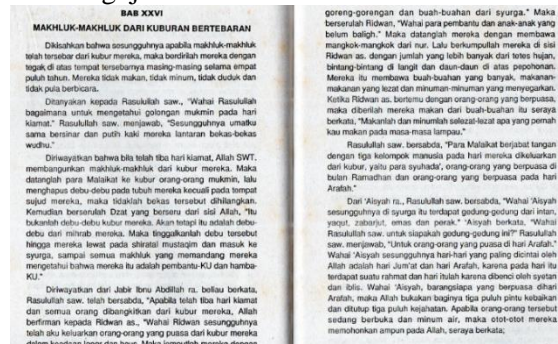 BAB XXVI
MAKHLUK-MAKHLUK DARI KUBURAN BERTEBARAN
Dikisahkan bahwa sesungguhnya apabila makhluk-makhluk
telah tersebar dari kubur mereka, maka berdirilah mereka dengan
tegak di atas tempat tersebarnya masing-masing selama empat
puluh tahun. Mereka tidak makan, tidak minum, tidak duduk dan
tidak pula berbicara.
Ditanyakan kepada Rasulullah saw., "Wahai Rasulullah
bagaimana untuk mengetahui golongan mukmin pada hari
kiamat." Rasulullah saw. menjawab, "Sesungguhnya umatku
sama bersinar dan putih kaki mereka lantaran bekas-bekas
wudhu."
Diriwayatkan bahwa bila telah tiba hari kiamat, Allah SWT.
membangunkan makhluk-makhluk dari kubur mereka. Maka
datanglah para Malaikat ke kubur orang-orang mukmin, lalu
menghapus debu-debu pada tubuh mereka kecuali pada tempat
sujud mereka, maka tidaklah bekas tersebut dihilangkan.
Kemudian berserulah Dzat yang berseru dari sisi Allah, "Itu
bukanlah debu-debu kubur mereka. Akan tetapi itu adalah debu-
debu dari mihrab mereka. Maka tinggalkanlah debu tersebut
hingga mereka lewat pada shiratal mustaqim dan masuk ke
syurga, sampai semua makhluk yang memandang mereka
mengetahui bahwa mereka itu adalah pembantu-KU dan hamba-
KU."
Diriwayatkan dari Jabir Ibnu Abdillah ra. beliau berkata,
Rasulullah saw. telah bersabda, "Apabila telah tiba hari kiamat
dan semua orang dibangkitkan dari kubur mereka, Allah
berfirman kepada Ridwan as., "Wahai Ridwan sesungguhnya
telah aku keluarkan orang-orang yang puasa dari kubur mereka
dalam keadaan lapar dan haus. Maka jemputlah mereka dengan
goreng-gorengan dan buah-buahan dari syurga." Maka
berserulah Ridwan, "Wahai para pembantu dan anak-anak yang
belum baligh." Maka datanglah mereka dengan membawa
mangkok-mangkok dari nur. Lalu berkumpullah mereka di sisi
Ridwan as. dengan jumlah yang lebih banyak dari tetes hujan,
bintang-bintang di langit dan daun-daun di atas pepohonan.
Mereka itu membawa buah-buahan yang banyak, makanan-
makanan yang lezat dan minuman-minuman yang menyegarkan.
Ketika Ridwan as. bertemu dengan orang-orang yang berpuasa,
maka diberilah mereka makan dari buah-buahan itu seraya
berkata, "Makanlah dan minumlah selezat-lezat apa yang pernah
kau makan pada masa-masa lampau."
Rasulullah saw. bersabda, "Para Malaikat berjabat tangan
dengan tiga kelompok manusia pada hari mereka dikeluarkan
dari kubur, yaitu para syuhada', orang-orang yang berpuasa di
bulan Ramadhan dan orang-orang yang berpuasa pada hari
Arafah."
Dari 'Aisyah ra., Rasulullah saw. bersabda, "Wahai 'Aisyah
sesungguhnya di syurga itu terdapat gedung-gedung dari intan,
yaqut, zabarjut, emas dan perak." 'Aisyah berkata, "Wahai
Rasulullah saw. untuk siapakah gedung-gedung ini?" Rasulullah
saw. menjawab, "Untuk orang-orang yang puasa di hari Arafah."
Wahai 'Aisyah sesungguhnya hari-hari yang paling dicintai oleh
Allah adalah hari Jum'at dan hari Arafah, karena pada hari itu
terdapat suatu rahmat dan hari itulah karena dibenci oleh syetan
dan iblis. Wahai 'Aisyah, barangsiapa yang berpuasa dihari
Arafah, maka Allah bukakan baginya tiga puluh pintu kebaikan
dan ditutup tiga puluh kejahatan. Apabila orang-orang tersebut
sedang berbuka dan minum air, maka otot-otot mereka
memohonkan ampun pada Allah, seraya berkata;